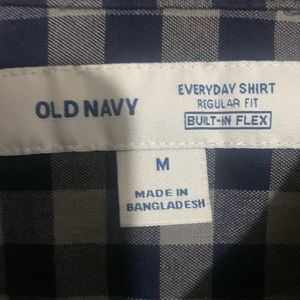 OLD NAVY
EVERYDAY SHIRT
REGULAR FIT
BUILT-IN FLEX
M
MADE IN
BANGLADESH